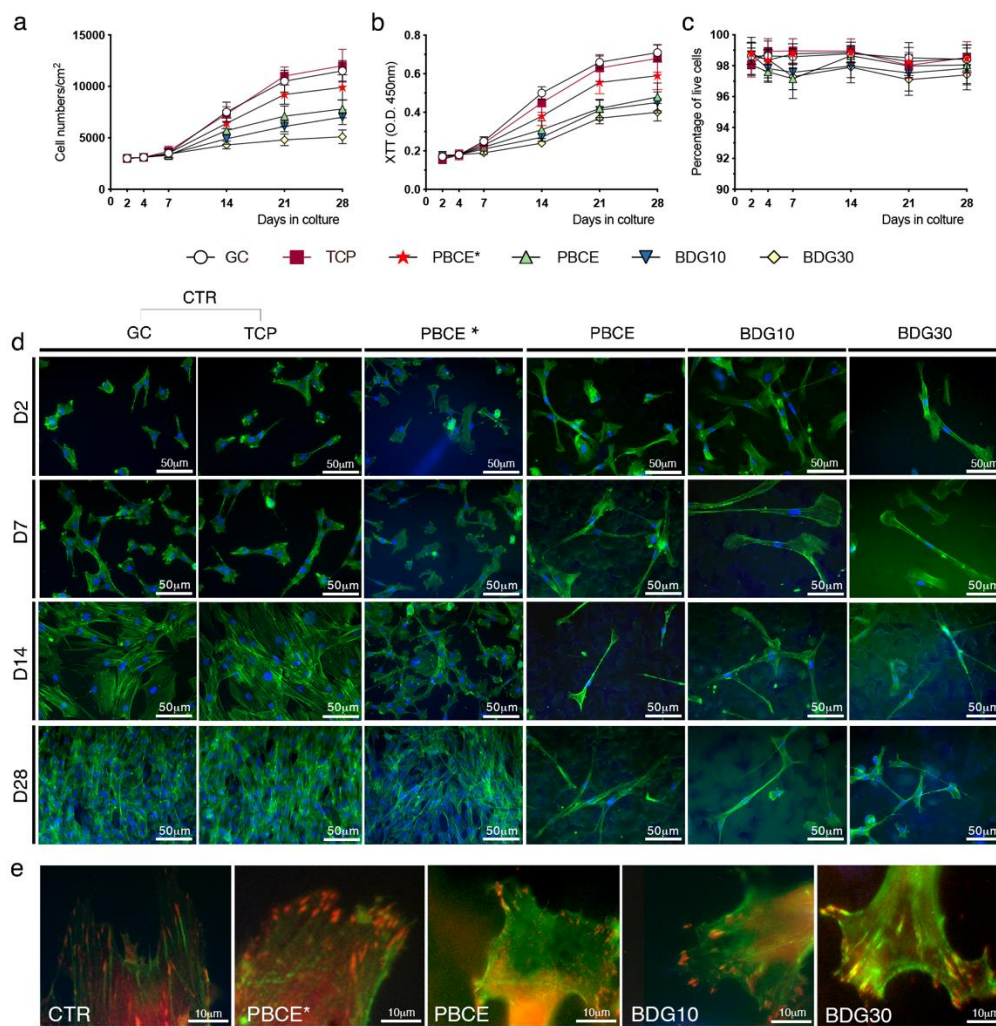 a
b
c
15000
10000
5000
0
Cell numbers/cm²
0 2 4 7 14 21 28
Days in colture
0.8
0.6
0.4
0.2
0.0
XTT (O.D. 450nm)
0 2 4 7 14 21 28
Days in colture
100
99
98
97
96
95
94
93
92
91
90
Percentage of live cells
0 2 4 7 14 21 28
Days in colture
GC TCP PBCE* PBCE BDG10 BDG30
CTR
d
GC TCP PBCE * PBCE BDG10 BDG30
D2
50μm 50μm 50μm 50μm 50μm 50μm
D7
50μm 50μm 50μm 50μm 50μm 50μm
D14
50μm 50μm 50μm 50μm 50μm 50μm
D28
50μm 50μm 50μm 50μm 50μm 50μm
e
CTR 10μm PBCE* 10μm PBCE 10μm BDG10 10μm BDG30 10μm